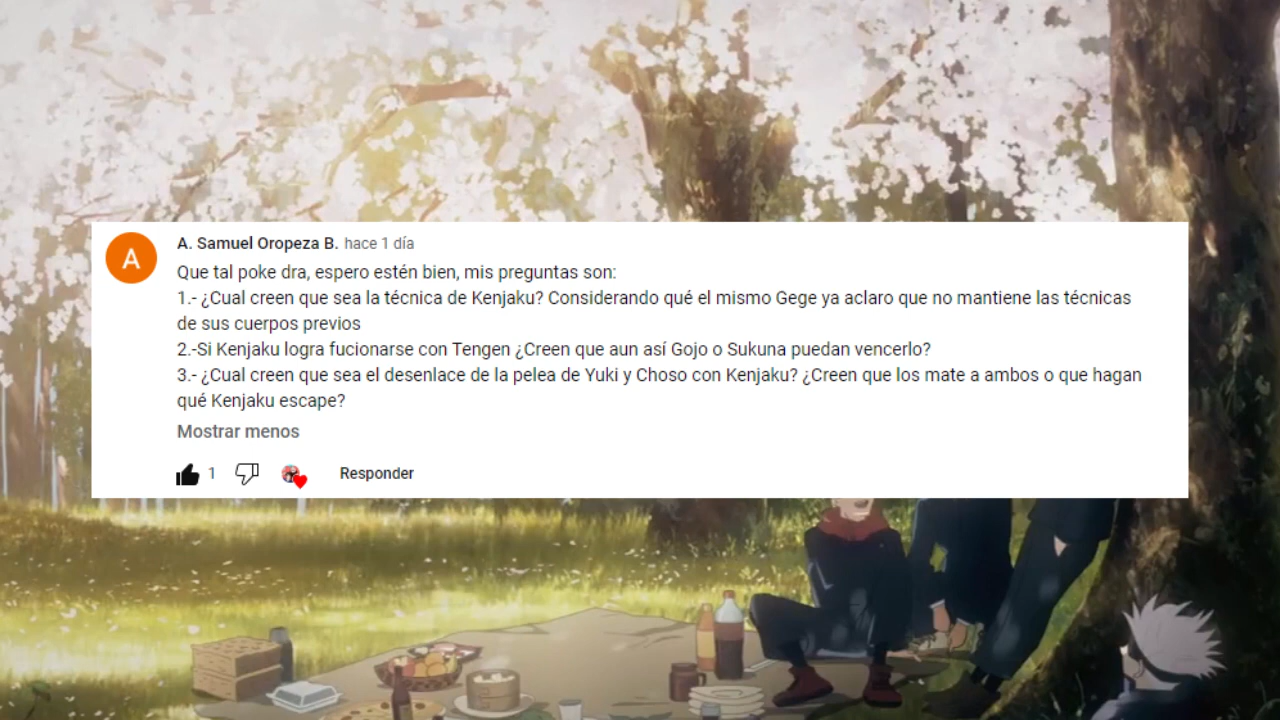 A
A. Samuel Oropeza B. hace 1 día
Que tal poke dra, espero estén bien, mis preguntas son:
1.- ¿Cual creen que sea la técnica de Kenjaku? Considerando qué el mismo Gege ya aclaro que no mantiene las técnicas
de sus cuerpos previos
2.-Si Kenjaku logra fucionarse con Tengen ¿Creen que aun así Gojo o Sukuna puedan vencerlo?
3.- ¿Cual creen que sea el desenlace de la pelea de Yuki y Choso con Kenjaku? ¿Creen que los mate a ambos o que hagan
qué Kenjaku escape?
Mostrar menos
1 Responder